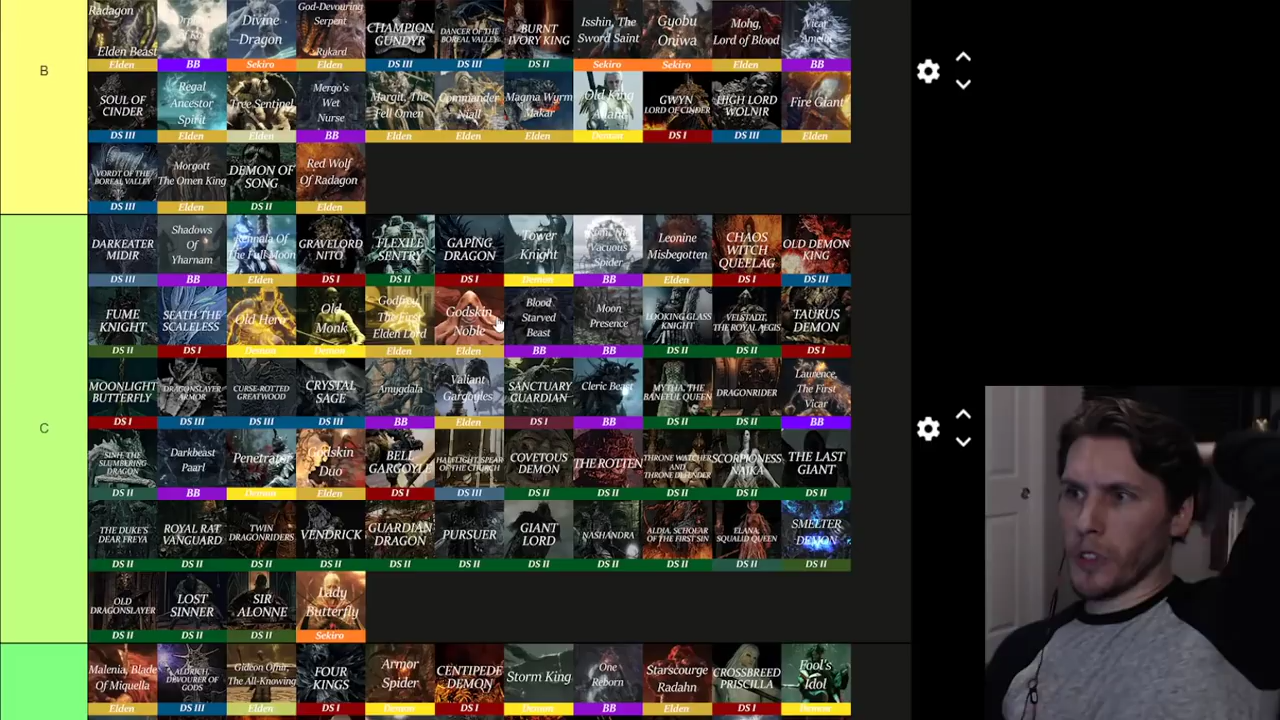 B
Radagon
Elden Beast
Elden
BB
Divine
Dragon
Sekiro
God-Devouring
Serpent
Rykard
Elden
CHAMPION
GUNDYR
DS III
DANCER OF THE
BOREAL VALLEY
DS III
BURNT
IVORY KING
DS II
Isshin, The
Sword Saint
Sekiro
Gyobu
Oniwa
Sekiro
Mohg,
Lord of Blood
Elden
Vicar
Amelia
BB
SOUL OF
CINDER
DS III
Regal
Ancestor
Spirit
Elden
Tree Sentinel
Elden
Mergo's
Wet
Nurse
BB
Margit, The
Fell Omen
Elden
Commander
Niall
Elden
Magma Wyrm
Makar
Elden
Old King
Demon
GWYN
LORD OF CINDER
DS I
HIGH LORD
WOLNIR
DS III
Fire Giant
Elden
VORDT OF THE
BOREAL VALLEY
DS III
Morgott
The Omen King
Elden
DEMON OF
SONG
DS II
Red Wolf
Of Radagon
Elden
C
DARKEATER
MIDIR
DS III
Shadows
Of
Yharnam
BB
Rennala Of
The Full Moon
Elden
GRAVELORD
NITO
DS I
FLEXILE
SENTRY
DS II
GAPING
DRAGON
DS I
Tower
Knight
Demon
Vacuous
Spider
BB
Leonine
Misbegotten
Elden
CHAOS
WITCH
QUEELAG
DS I
OLD DEMON
KING
DS III
FUME
KNIGHT
DS II
SEATH THE
SCALELESS
DS I
Old Hero
Demon
Old
Monk
Demon
Godfrey,
The First
Elden Lord
Elden
Godskin
Noble
Elden
Blood
Starved
Beast
BB
Moon
Presence
BB
LOOKING GLASS
KNIGHT
DS II
VELSTADT,
THE ROYAL AEGIS
DS II
TAURUS
DEMON
DS I
MOONLIGHT
BUTTERFLY
DS I
DRAGONSLAYER
ARMOR
DS III
CURSE-ROTTED
GREATWOOD
DS III
CRYSTAL
SAGE
DS III
Amygdala
BB
Valiant
Gargoyles
Elden
SANCTUARY
GUARDIAN
DS I
Cleric Beast
BB
MYTHA, THE
BANEFUL QUEEN
DS II
DRAGONRIDER
DS II
Laurence,
The First
Vicar
BB
SINH, THE
SLUMBERING
DRAGON
DS II
Darkbeast
Paarl
BB
Penetrator
Demon
Godskin
Duo
Elden
BELL
GARGOYLE
DS I
HALFLIGHT, SPEAR
OF THE CHURCH
DS III
COVETOUS
DEMON
DS II
THE ROTTEN
DS II
THRONE WATCHER
AND
THRONE DEFENDER
DS II
SCORPIONESS
NAJKA
DS II
THE LAST
GIANT
DS II
THE DUKE'S
DEAR FREYA
DS II
ROYAL RAT
VANGUARD
DS II
TWIN
DRAGONRIDERS
DS II
VENDRICK
DS II
GUARDIAN
DRAGON
DS II
PURSUER
DS II
GIANT
LORD
DS II
NASHANDRA
DS II
ALDIA, SCHOLAR
OF THE FIRST SIN
DS II
ELANA,
SQUALID QUEEN
DS II
SMELTER
DEMON
DS II
OLD
DRAGONSLAYER
DS II
LOST
SINNER
DS II
SIR
ALONNE
DS II
Lady
Butterfly
Sekiro
Malenia, Blade
Of Miquella
Elden
ALDRICH,
DEVOURER OF
GODS
DS III
Gideon Ofnir,
The All-Knowing
Elden
FOUR
KINGS
DS I
Armor
Spider
Demon
CENTIPEDE
DEMON
DS I
Storm King
Demon
One
Reborn
BB
Starscourge
Radahn
Elden
CROSSBREED
PRISCILLA
DS I
Fool's
Idol
Demon